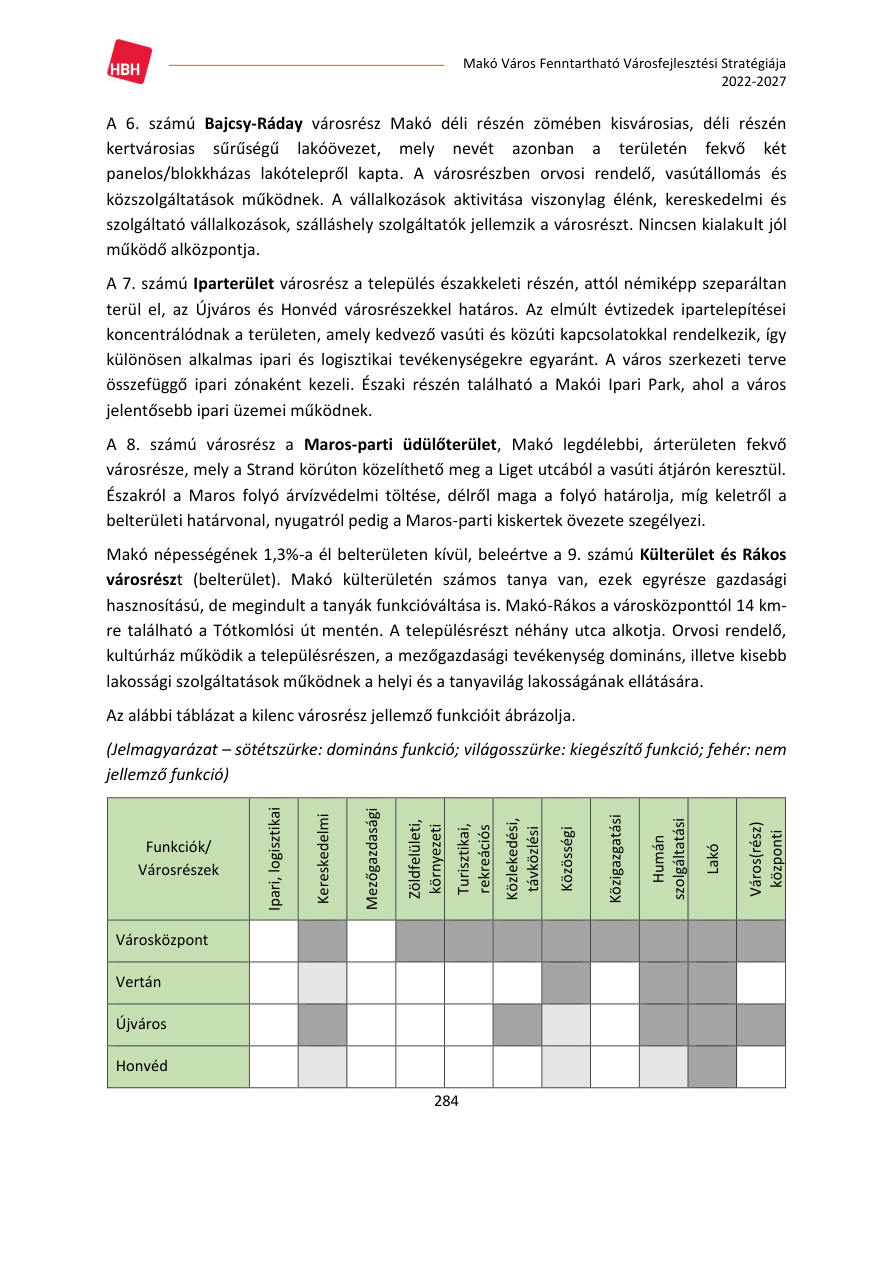 HBH
Makó Város Fenntartható Városfejlesztési Stratégiája
2022-2027
A 6. számú Bajcsy-Ráday városrész Makó déli részén zömében kisvárosias, déli részén
kertvárosias sűrűségű lakóövezet, mely nevét azonban a területén fekvő két
panelos/blokkházas lakótelepről kapta. A városrészben orvosi rendelő, vasútállomás és
közszolgáltatások működnek. A vállalkozások aktivitása viszonylag élénk, kereskedelmi és
szolgáltató vállalkozások, szálláshely szolgáltatók jellemzik a városrészt. Nincsen kialakult jól
működő alközpontja.
A 7. számú Iparterület városrész a település északkeleti részén, attól némiképp szeparáltan
terül el, az Újváros és Honvéd városrészekkel határos. Az elmúlt évtizedek ipartelepítései
koncentrálódnak a területen, amely kedvező vasúti és közúti kapcsolatokkal rendelkezik, így
különösen alkalmas ipari és logisztikai tevékenységekre egyaránt. A város szerkezeti terve
összefüggő ipari zónaként kezeli. Északi részén található a Makói Ipari Park, ahol a város
jelentősebb ipari üzemei működnek.
A 8. számú városrész a Maros-parti üdülőterület, Makó legdélebbi, árterületen fekvő
városrésze, mely a Strand körúton közelíthető meg a Liget utcából a vasúti átjárón keresztül.
Északról a Maros folyó árvízvédelmi töltése, délről maga a folyó határolja, míg keletről a
belterületi határvonal, nyugatról pedig a Maros-parti kiskertek övezete szegélyezi.
Makó népességének 1,3%-a él belterületen kívül, beleértve a 9. számú Külterület és Rákos
városrészt (belterület). Makó külterületén számos tanya van, ezek egyrésze gazdasági
hasznosítású, de megindult a tanyák funkcióváltása is. Makó-Rákos a városközponttól 14 km-
re található a Tótkomlósi út mentén. A településrészt néhány utca alkotja. Orvosi rendelő,
kultúrház működik a településrészen, a mezőgazdasági tevékenység domináns, illetve kisebb
lakossági szolgáltatások működnek a helyi és a tanyavilág lakosságának ellátására.
Az alábbi táblázat a kilenc városrész jellemző funkcióit ábrázolja.
(Jelmagyarázat – sötétszürke: domináns funkció; világosszürke: kiegészítő funkció; fehér: nem
jellemző funkció)
Funkciók/
Városrészek
Ipari, logisztikai
Kereskedelmi
Mezőgazdasági
Zöldfelületi,
környezeti
Turisztikai,
rekreációs
Közlekedési,
távközlési
Közösségi
Közigazgatási
Humán
szolgáltatási
Lakó
Város(rész)
központi
Városközpont
Vertán
Újváros
Honvéd
284